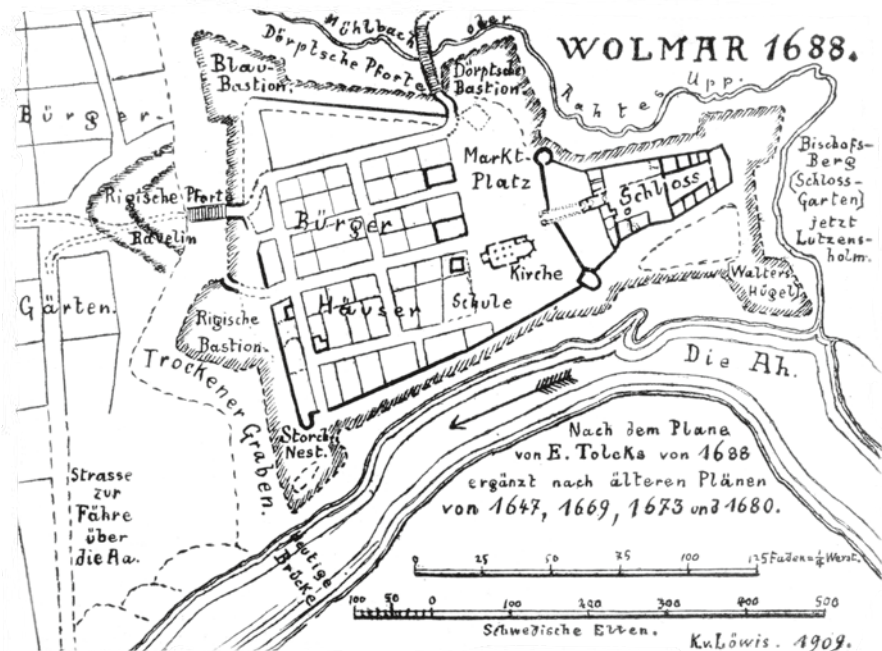 WOLMAR 1688.
Mühlbach oder
Rahte Upp.
Dörptsche Pforte
Blau-
Bastion.
Dörptsche
Bastion.
Bürger-
Gärten.
Rigische Pforte
Ravelin
Markt-
Platz
Schloss
Bischofs-
Berg
(Schloss-
Garten)
jetzt
Lutzens-
holm.
Bürger
Häuser
Kirche
Schule
Walters
Hügel
Rigische
Bastion
Trockener Graben.
Storch-
Nest.
Die Ah.
Strasse
zur
Fähre
über
die Aa.
heutige
Brücke
Nach dem Plane
von E. Tolcks von 1688
ergänzt nach älteren Plänen
von 1647, 1669, 1673 und 1680.
0 25 50 75 100 125 Faden=¼ Werst.
100 50 0 100 200 300 400 500
Schwedische Ellen.
K.v.Löwis. 1909.